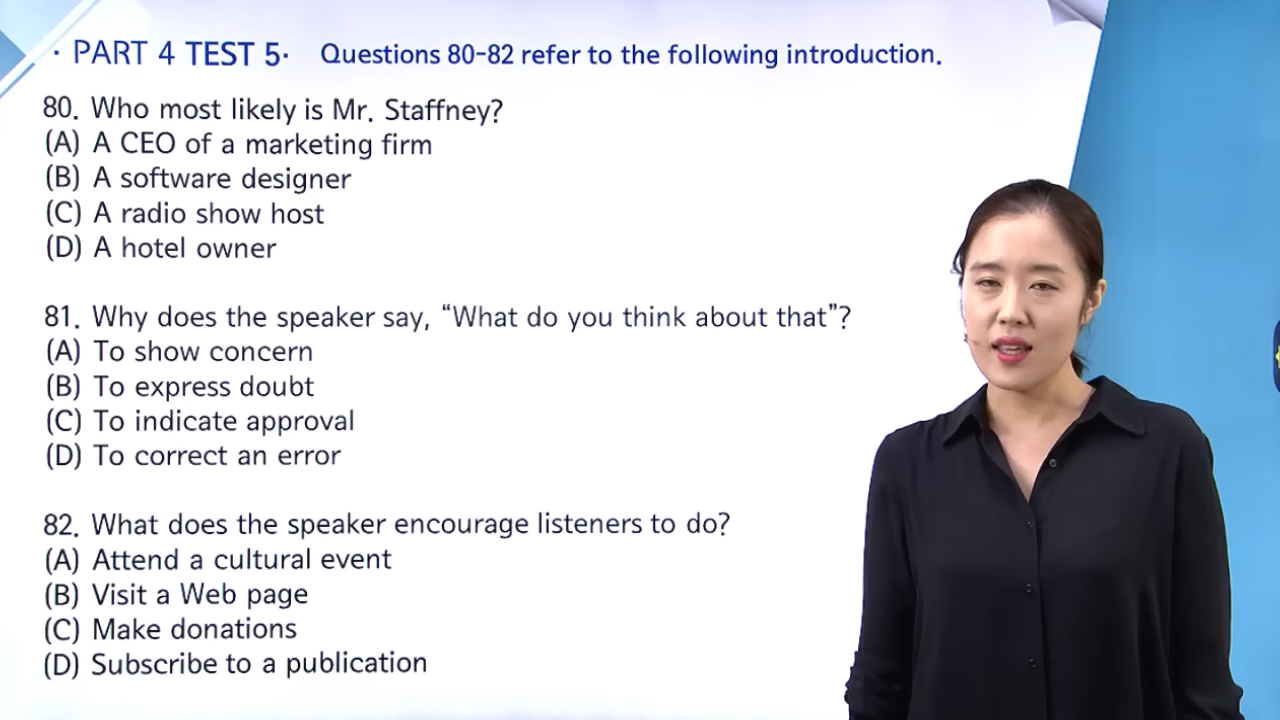 · PART 4 TEST 5· Questions 80-82 refer to the following introduction.
80. Who most likely is Mr. Staffney?
(A) A CEO of a marketing firm
(B) A software designer
(C) A radio show host
(D) A hotel owner
81. Why does the speaker say, “What do you think about that”?
(A) To show concern
(B) To express doubt
(C) To indicate approval
(D) To correct an error
82. What does the speaker encourage listeners to do?
(A) Attend a cultural event
(B) Visit a Web page
(C) Make donations
(D) Subscribe to a publication